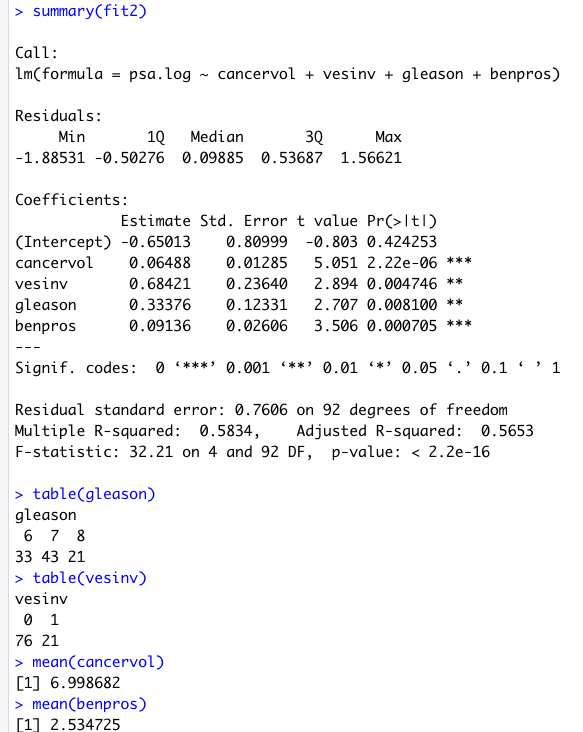 > summary(fit2)
Call:
lm(formula = psa.log ~ cancervol + vesinv + gleason + benpros)
Residuals:
Min 1Q Median 3Q Max
-1.88531 -0.50276 0.09885 0.53687 1.56621
Coefficients:
Estimate Std. Error t value Pr(>|t|)
(Intercept) -0.65013 0.80999 -0.803 0.424253
cancervol 0.06488 0.01285 5.051 2.22e-06 ***
vesinv 0.68421 0.23640 2.894 0.004746 **
gleason 0.33376 0.12331 2.707 0.008100 **
benpros 0.09136 0.02606 3.506 0.000705 ***
---
Signif. codes: 0 ‘***’ 0.001 ‘**’ 0.01 ‘*’ 0.05 ‘.’ 0.1 ‘ ’ 1
Residual standard error: 0.7606 on 92 degrees of freedom
Multiple R-squared: 0.5834, Adjusted R-squared: 0.5653
F-statistic: 32.21 on 4 and 92 DF, p-value: < 2.2e-16
> table(gleason)
gleason
6 7 8
33 43 21
> table(vesinv)
vesinv
0 1
76 21
> mean(cancervol)
[1] 6.998682
> mean(benpros)
[1] 2.534725